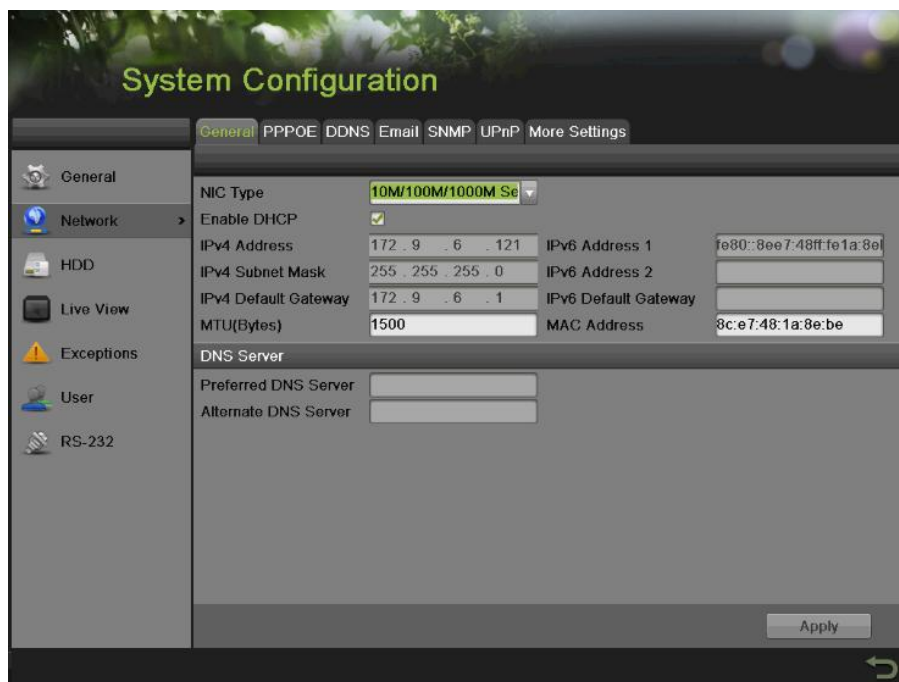 System Configuration
General PPPOE DDNS Email SNMP UPnP More Settings
General
Network
HDD
Live View
Exceptions
User
RS-232
NIC Type 10M/100M/1000M Se
Enable DHCP
IPv4 Address 172 . 9 . 6 . 121 IPv6 Address 1 fe80::8ee7:48ff:fe1a:8e
IPv4 Subnet Mask 255 . 255 . 255 . 0 IPv6 Address 2
IPv4 Default Gateway 172 . 9 . 6 . 1 IPv6 Default Gateway
MTU(Bytes) 1500 MAC Address 8c:e7:48:1a:8e:be
DNS Server
Preferred DNS Server
Alternate DNS Server
Apply